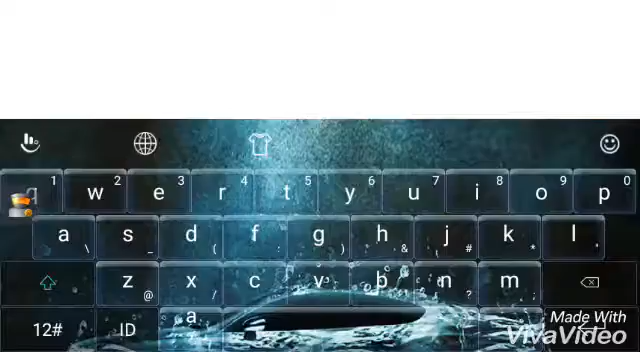 q 1 w 2 e 3 r 4 t 5 y 6 u 7 i 8 o 9 p 0
a \ s _ d ( f : g ) h & j # k * l '
z @ x / c v b n ? m ;
12# ID a
Made With
VivaVideo